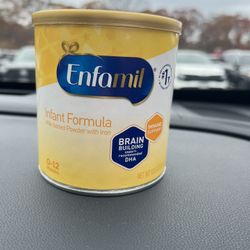 Enfamil
#1
Infant Formula
Milk-based Powder with Iron
0-12
BRAIN
BUILDING
DHA